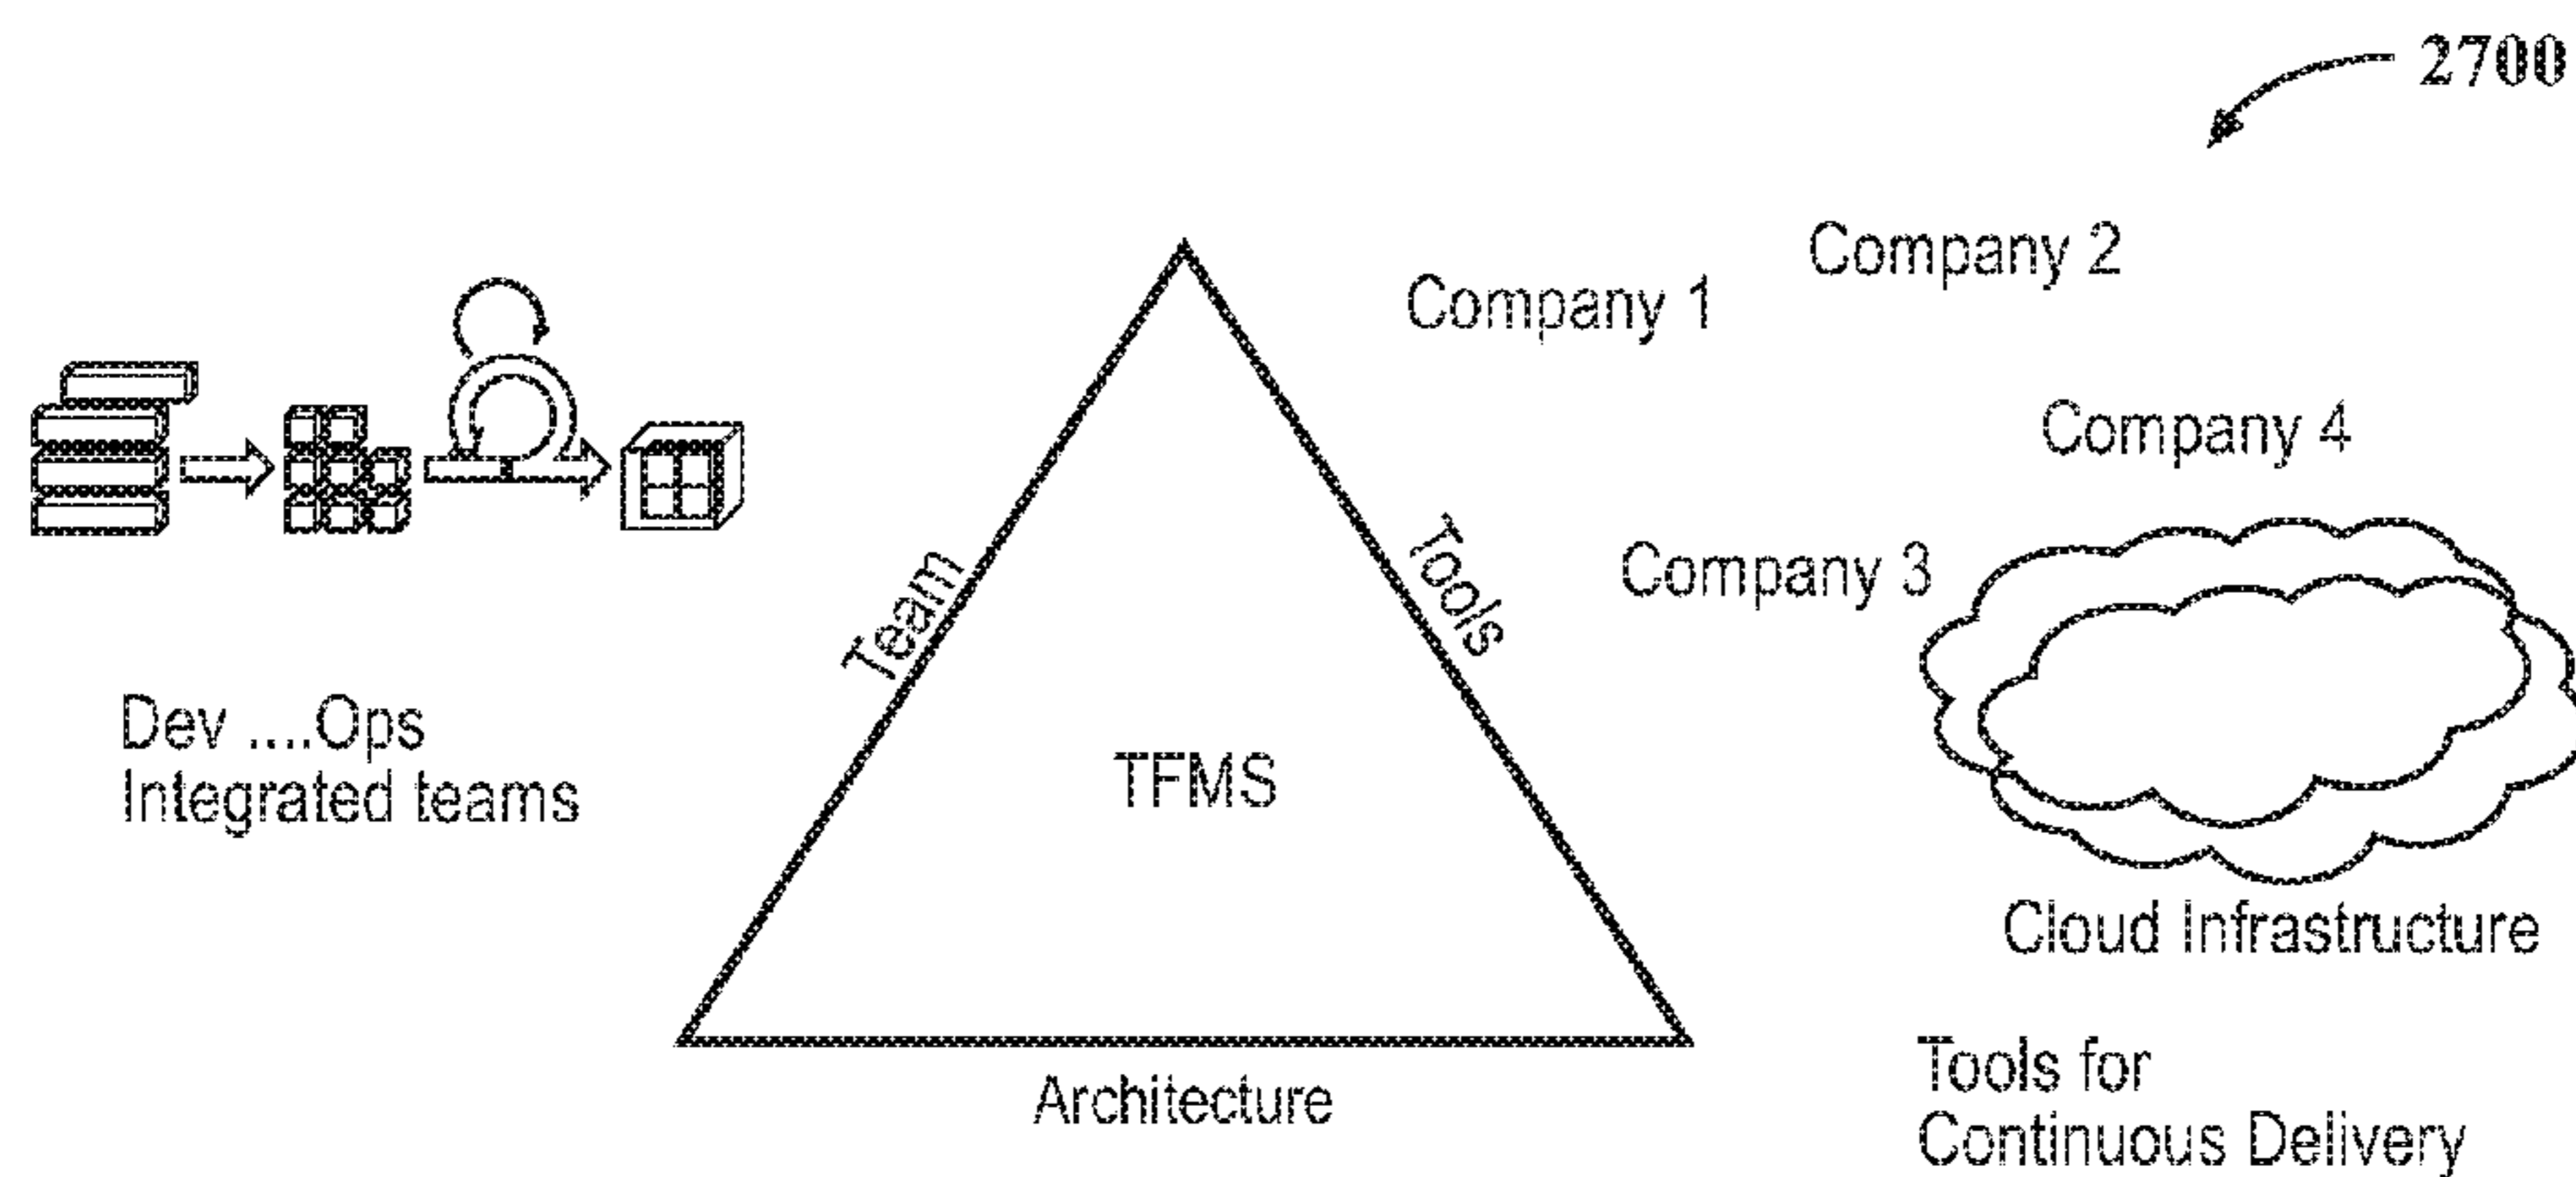 2700
Company 2
Company 1
Company 4
Company 3
Team
Tools
Dev ....Ops
Integrated teams
TFMS
Cloud Infrastructure
Architecture
Tools for
Continuous Delivery